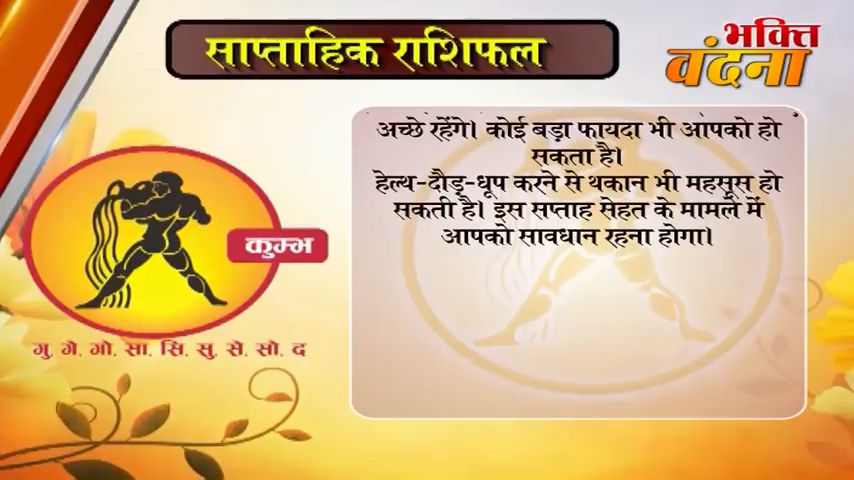 साप्ताहिक राशिफल
भक्ति
वंदना
अच्छे रहेंगे। कोई बड़ा फायदा भी आपको हो
सकता है।
हेल्थ-दौड़-धूप करने से थकान भी महसूस हो
सकती है। इस सप्ताह सेहत के मामले में
आपको सावधान रहना होगा।
कुम्भ
गु, गे, गो, सा, सि, सु, से, सो, द